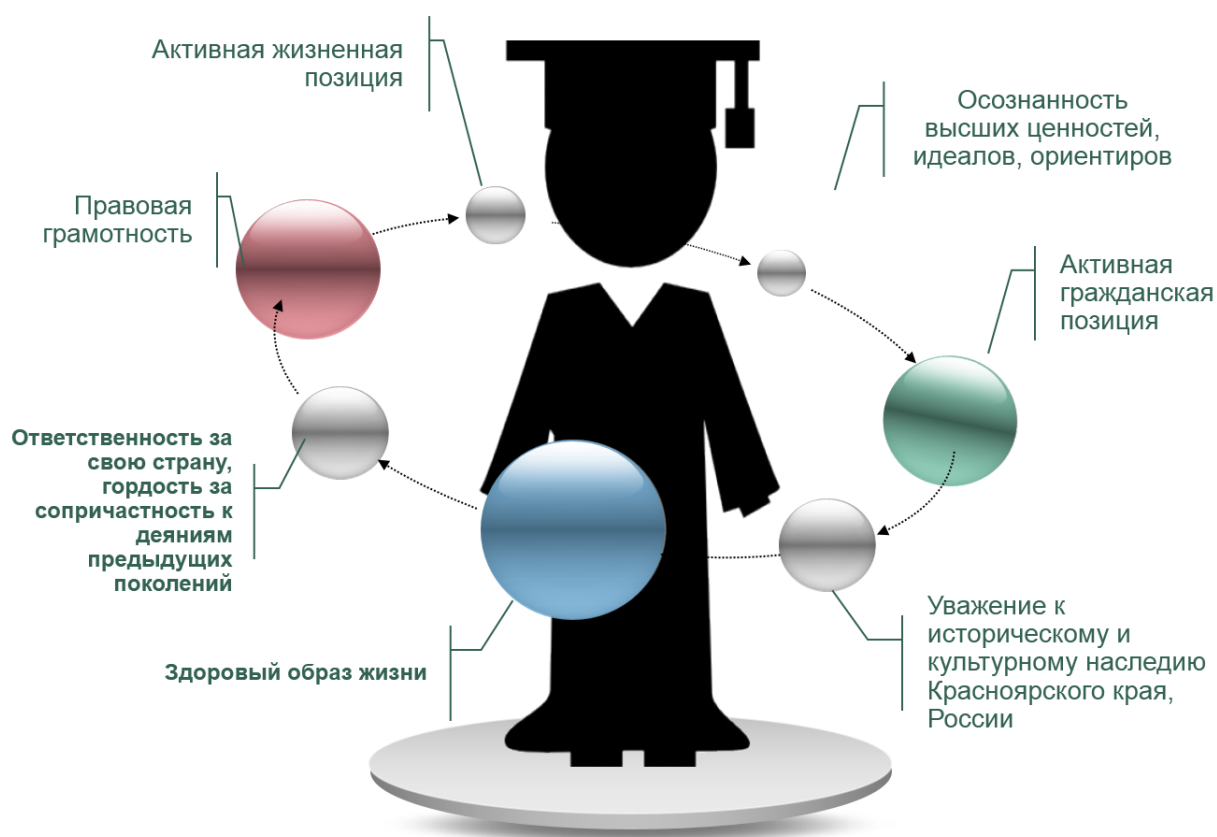 Активная жизненная
позиция
Осознанность
высших ценностей,
идеалов, ориентиров
Правовая
грамотность
Активная
гражданская
позиция
Ответственность за
свою страну,
гордость за
сопричастность к
деяниям
предыдущих
поколений
Уважение к
историческому и
культурному наследию
Красноярского края,
России
Здоровый образ жизни